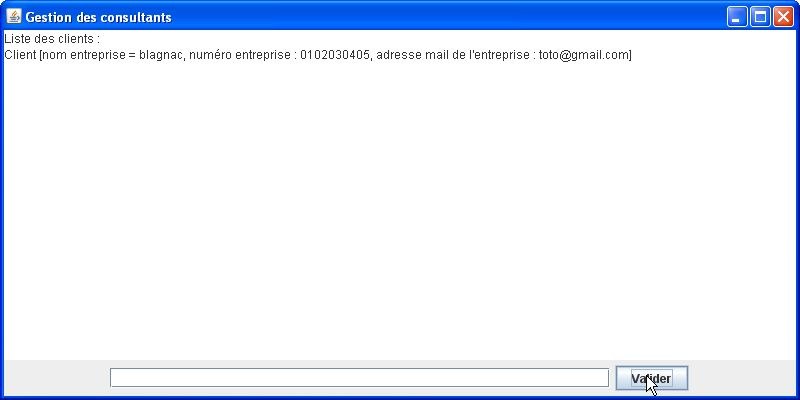 Gestion des consultants
Liste des clients :
Client [nom entreprise = blagnac, numéro entreprise : 0102030405, adresse mail de l'entreprise : toto@gmail.com]
Valider